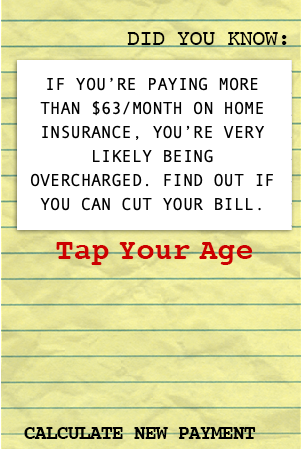 DID YOU KNOW:
IF YOU’RE PAYING MORE
THAN $63/MONTH ON HOME
INSURANCE, YOU’RE VERY
LIKELY BEING
OVERCHARGED. FIND OUT IF
YOU CAN CUT YOUR BILL.
Tap Your Age
CALCULATE NEW PAYMENT